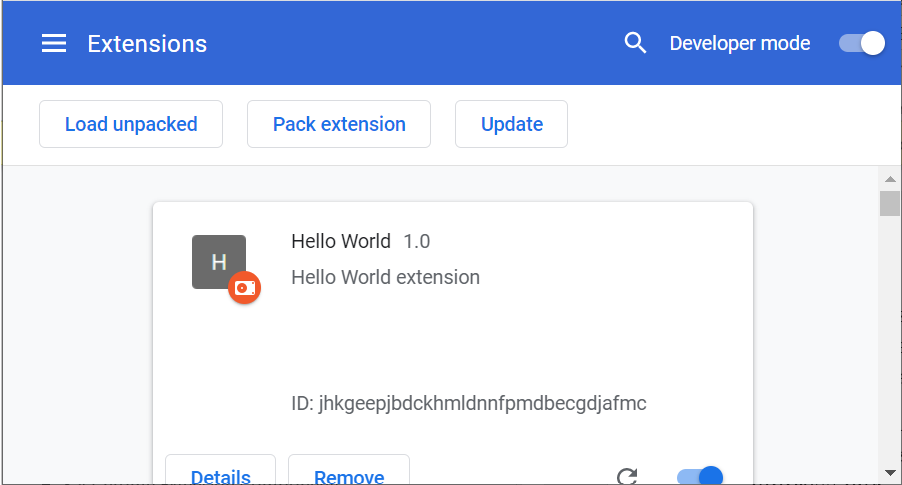 Extensions
Developer mode
Load unpacked
Pack extension
Update
H
Hello World 1.0
Hello World extension
ID: jhkgeepjbdckhmldnnfpmdbecgdjafmc
Details
Remove